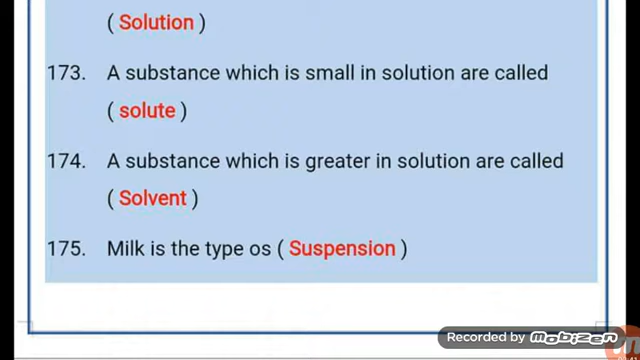 ( Solution )
173. A substance which is small in solution are called
( solute )
174. A substance which is greater in solution are called
( Solvent )
175. Milk is the type os ( Suspension )
Recorded by mobizen